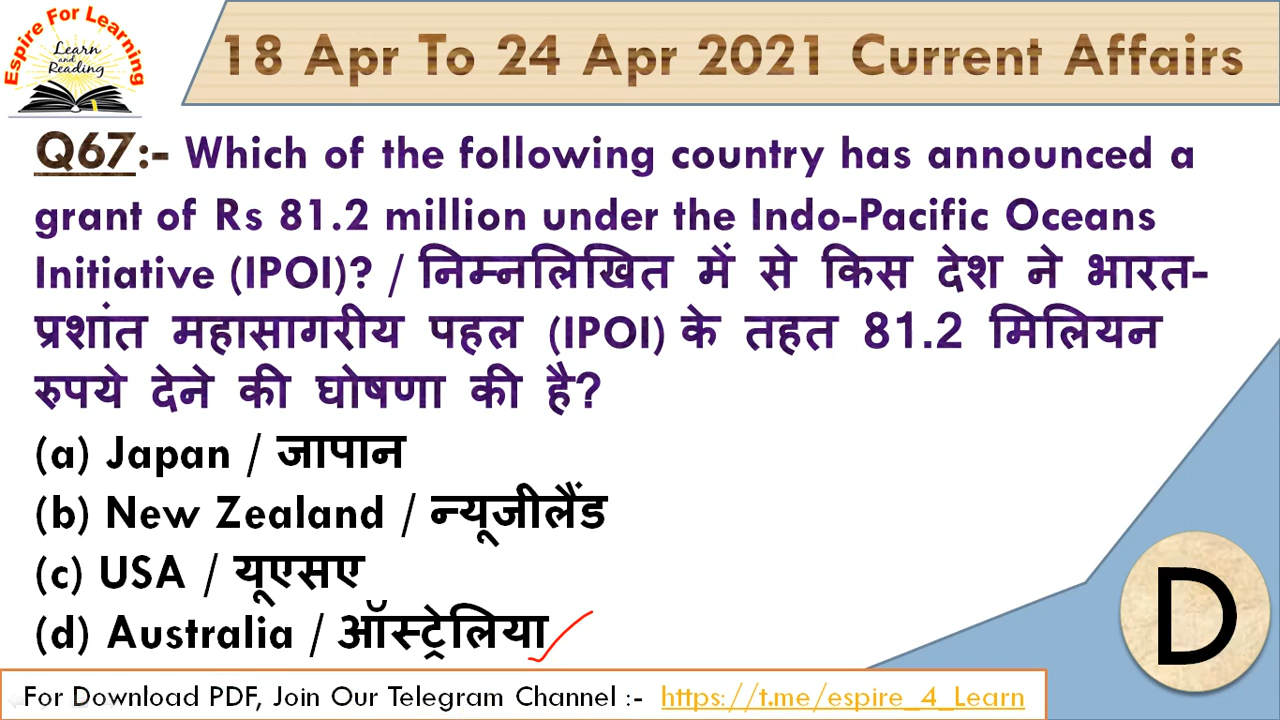 Espire For Learning
Learn
and
Reading
18 Apr To 24 Apr 2021 Current Affairs
Q67:- Which of the following country has announced a
grant of Rs 81.2 million under the Indo-Pacific Oceans
Initiative (IPOI)? / निम्नलिखित में से किस देश ने भारत-
प्रशांत महासागरीय पहल (IPOI) के तहत 81.2 मिलियन
रुपये देने की घोषणा की है?
(a) Japan / जापान
(b) New Zealand / न्यूजीलैंड
(c) USA / यूएसए
(d) Australia / ऑस्ट्रेलिया
D
For Download PDF, Join Our Telegram Channel :- https://t.me/espire_4_Learn